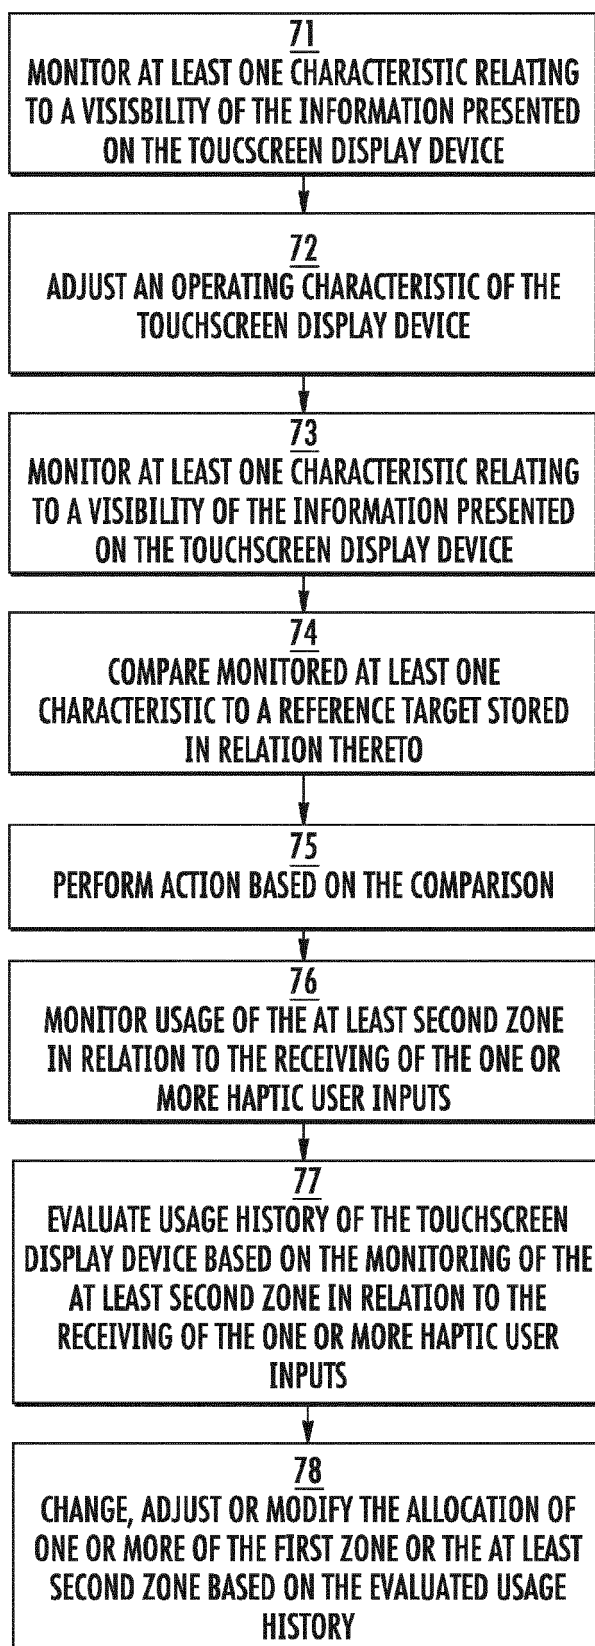 71
MONITOR AT LEAST ONE CHARACTERISTIC RELATING
TO A VISISBILITY OF THE INFORMATION PRESENTED
ON THE TOUCSCREEN DISPLAY DEVICE
72
ADJUST AN OPERATING CHARACTERISTIC OF THE
TOUCHSCREEN DISPLAY DEVICE
73
MONITOR AT LEAST ONE CHARACTERISTIC RELATING
TO A VISIBILITY OF THE INFORMATION PRESENTED
ON THE TOUCHSCREEN DISPLAY DEVICE
74
COMPARE MONITORED AT LEAST ONE
CHARACTERISTIC TO A REFERENCE TARGET STORED
IN RELATION THERETO
75
PERFORM ACTION BASED ON THE COMPARISON
76
MONITOR USAGE OF THE AT LEAST SECOND ZONE
IN RELATION TO THE RECEIVING OF THE ONE OR
MORE HAPTIC USER INPUTS
77
EVALUATE USAGE HISTORY OF THE TOUCHSCREEN
DISPLAY DEVICE BASED ON THE MONITORING OF THE
AT LEAST SECOND ZONE IN RELATION TO THE
RECEIVING OF THE ONE OR MORE HAPTIC USER
INPUTS
78
CHANGE, ADJUST OR MODIFY THE ALLOCATION OF
ONE OR MORE OF THE FIRST ZONE OR THE AT LEAST
SECOND ZONE BASED ON THE EVALUATED USAGE
HISTORY